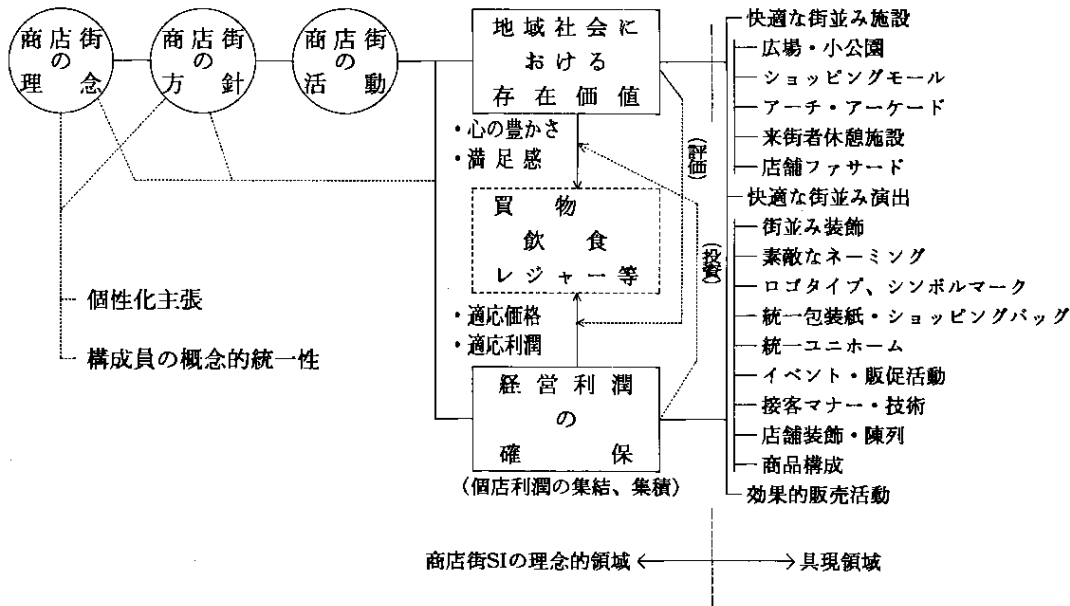 商店街
の
理念
商店街
の
方針
商店街
の
活動
地域社会に
おける
存在価値
・心の豊かさ
・満足感
買物
飲食
レジャー等
・適応価格
・適応利潤
経営利潤
の
確保
(個店利潤の集結、集積)
個性化主張
構成員の概念的統一性
(評価)
(投資)
快適な街並み施設
広場・小公園
ショッピングモール
アーチ・アーケード
来街者休憩施設
店舗ファサード
快適な街並み演出
街並み装飾
素敵なネーミング
ロゴタイプ、シンボルマーク
統一包装紙・ショッピングバッグ
統一ユニホーム
イベント・販促活動
接客マナー・技術
店舗装飾・陳列
商品構成
効果的販売活動
商店街SIの理念的領域
具現領域